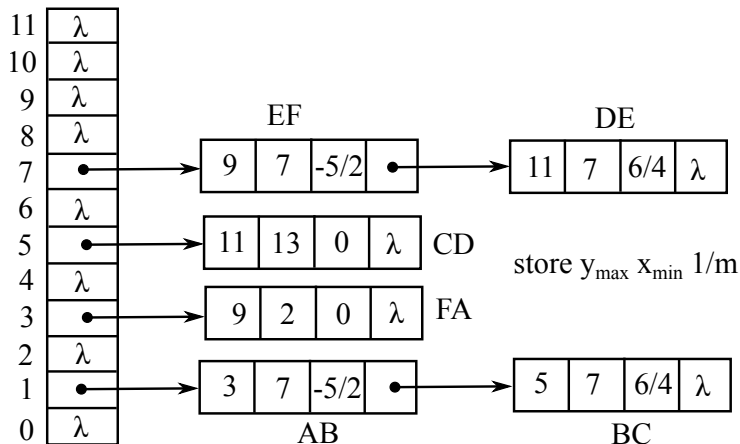 11 λ
10 λ
9 λ
8 λ
EF DE
7 9 7 -5/2 11 7 6/4 λ
6 λ
5 11 13 0 λ CD
store ymax xmin 1/m
4 λ
3 9 2 0 λ FA
2 λ
1 3 7 -5/2 5 7 6/4 λ
0 λ
AB BC